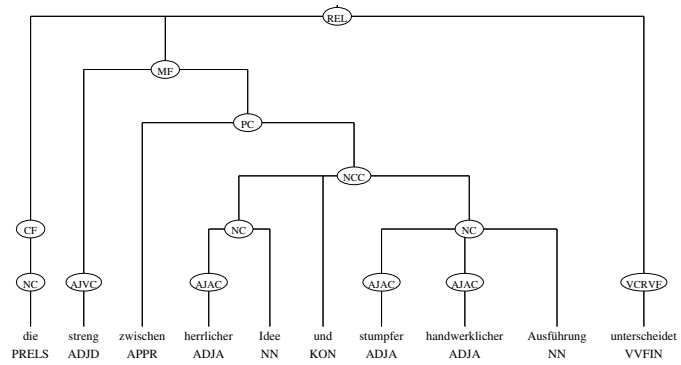 REL
MF
PC
NCC
CF NC NC
NC AJVC AJAC AJAC AJAC VCRVF
die streng zwischen herrlicher Idee und stumpfer handwerklicher Ausführung unterscheidet
PRELS ADJD APPR ADJA NN KON ADJA ADJA NN VVFIN